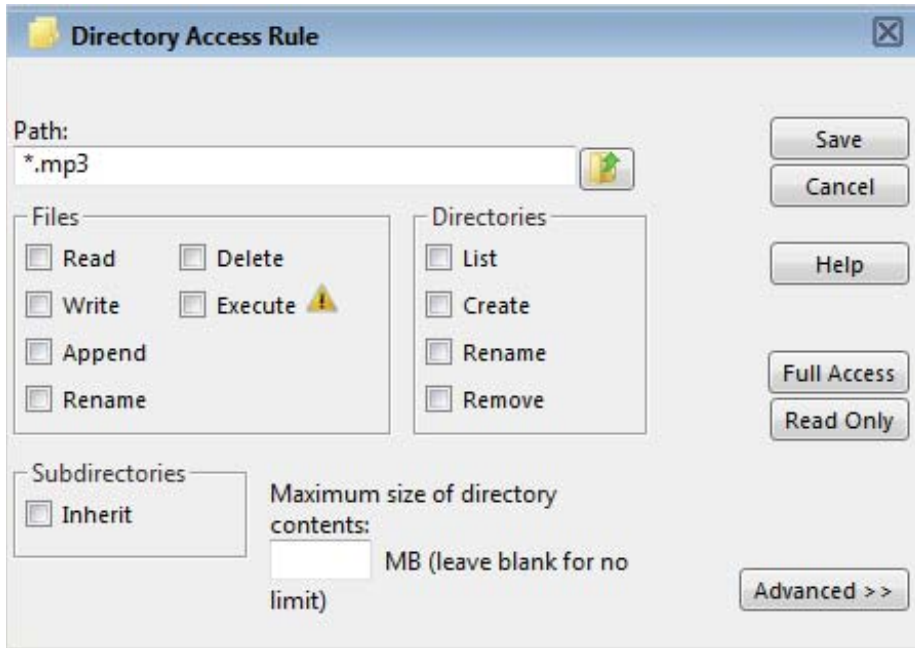 Directory Access Rule
Path:
*.mp3
Save
Cancel
Files
Directories
Read Delete
List
Help
Write Execute
Create
Append
Rename
Full Access
Rename
Remove
Read Only
Subdirectories
Inherit
Maximum size of directory
contents:
MB (leave blank for no
limit)
Advanced >>